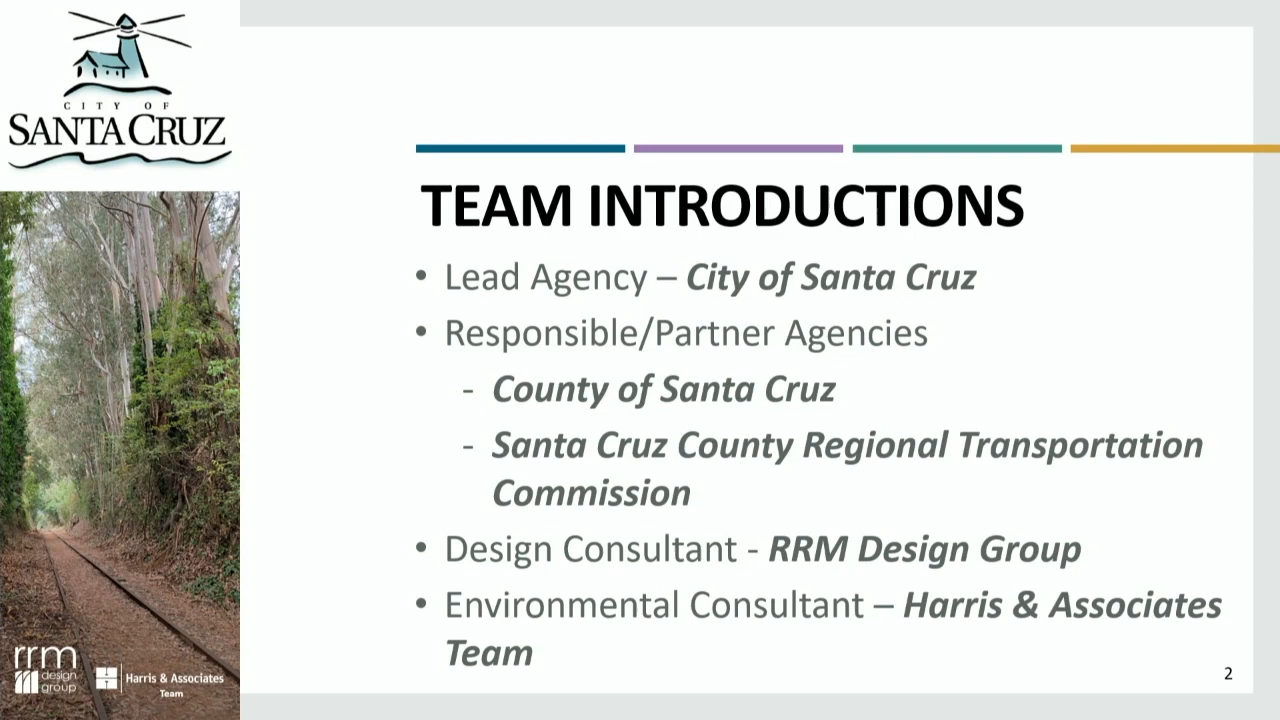 CITY OF
SANTA CRUZ
TEAM INTRODUCTIONS
• Lead Agency – City of Santa Cruz
• Responsible/Partner Agencies
- County of Santa Cruz
- Santa Cruz County Regional Transportation
Commission
• Design Consultant - RRM Design Group
• Environmental Consultant – Harris & Associates
Team
rrm
design
group
Harris & Associates
Team
2